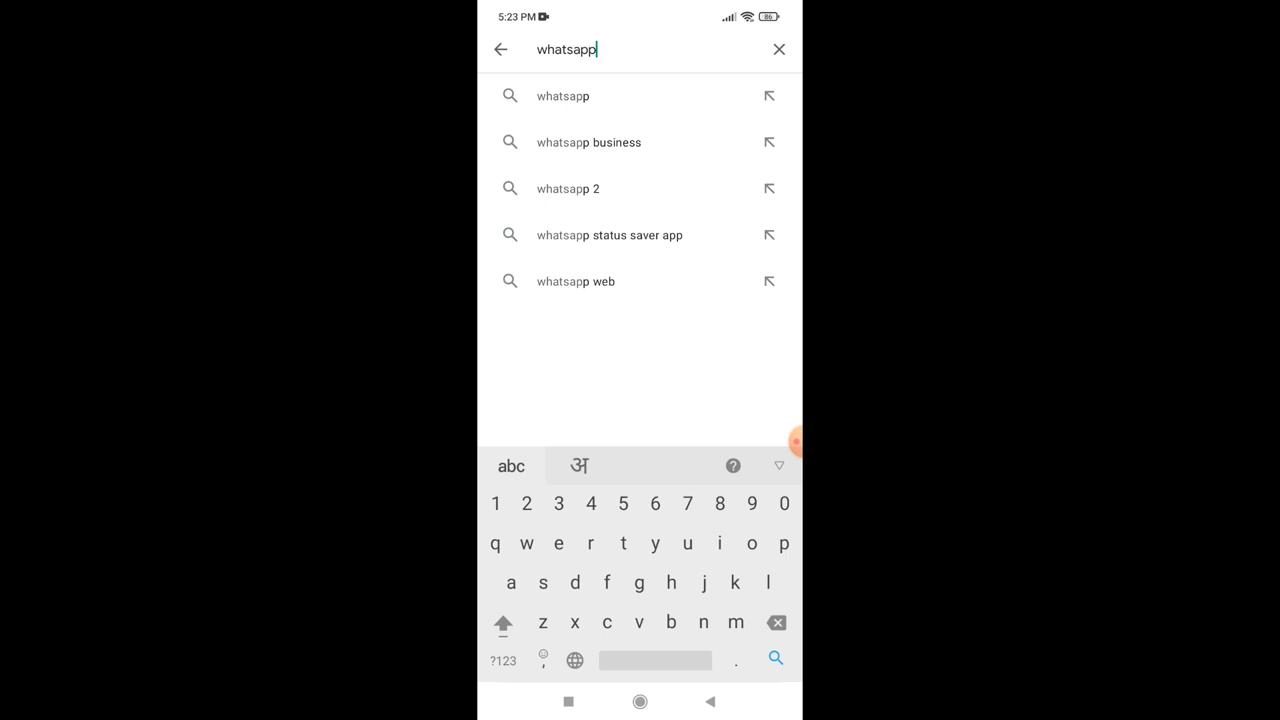 5:23 PM 86
whatsapp
whatsapp
whatsapp business
whatsapp 2
whatsapp status saver app
whatsapp web
abc अ ?
1 2 3 4 5 6 7 8 9 0
q w e r t y u i o p
a s d f g h j k l
z x c v b n m
?123 , .